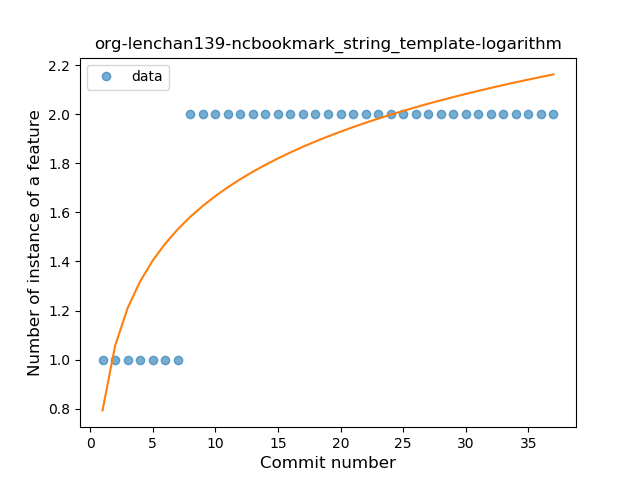 org-lenchan139-ncbookmark_string_template-logarithm
data
Number of instance of a feature
2.2
2.0
1.8
1.6
1.4
1.2
1.0
0.8
0 5 10 15 20 25 30 35
Commit number